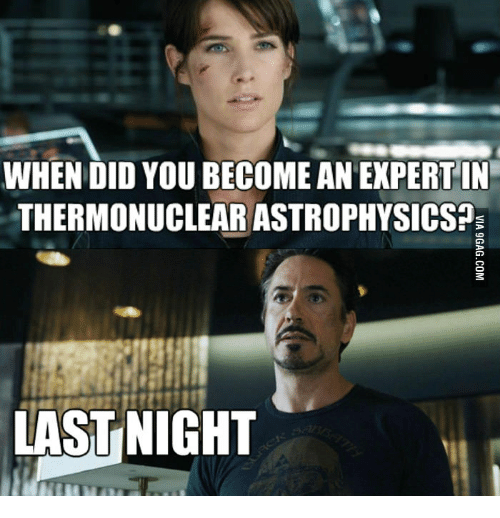 WHEN DID YOU BECOME AN EXPERT IN
THERMONUCLEAR ASTROPHYSICS?
VIA 9GAG.COM
LAST NIGHT